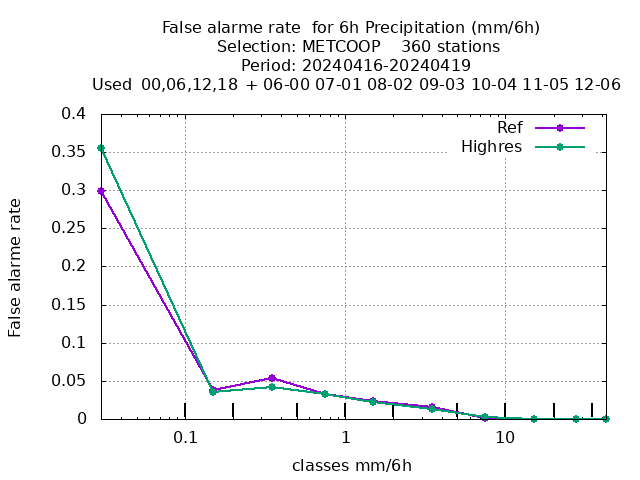 False alarme rate  for 6h Precipitation (mm/6h)
Selection: METCOOP    360 stations
Period: 20240416-20240419
Used  00,06,12,18  + 06-00 07-01 08-02 09-03 10-04 11-05 12-06
Ref
Highres
0.4
0.35
0.3
0.25
0.2
0.15
0.1
0.05
0
False alarme rate
0.1 1 10
classes mm/6h